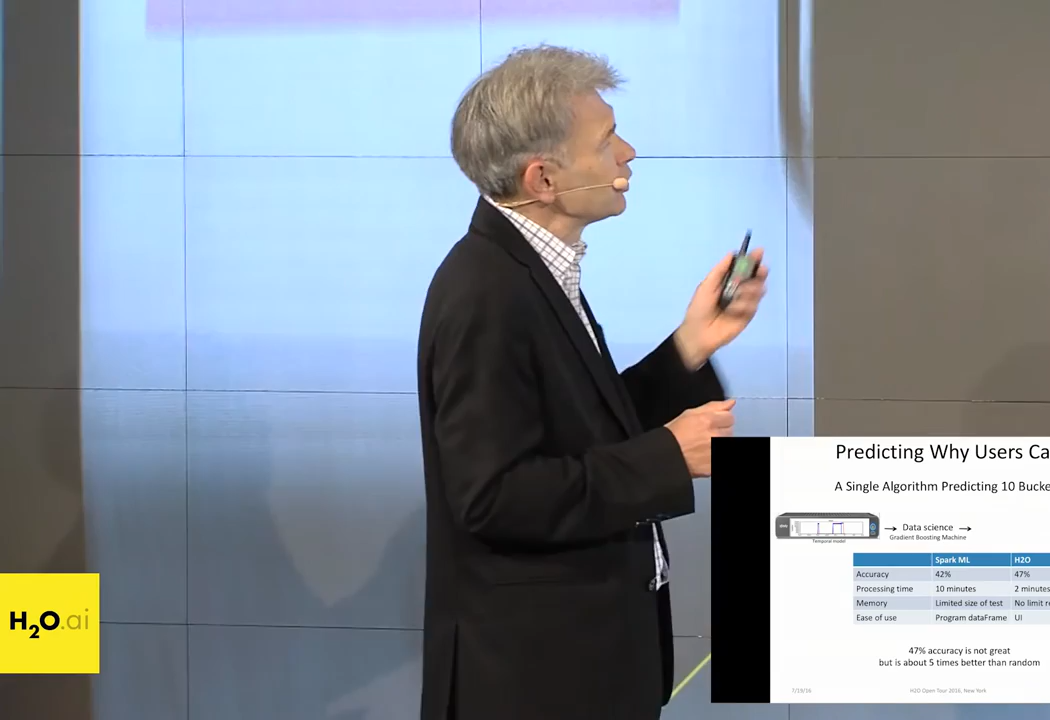 Predicting Why Users Ca
A Single Algorithm Predicting 10 Bucke
Data science
Gradient Boosting Machine
Temporal model
Spark ML H2O
Accuracy 42% 47%
Processing time 10 minutes 2 minutes
Memory Limited size of test No limit r
Ease of use Program dataFrame UI
47% accuracy is not great
but is about 5 times better than random
7/19/16 H2O Open Tour 2016, New York
H2O.ai